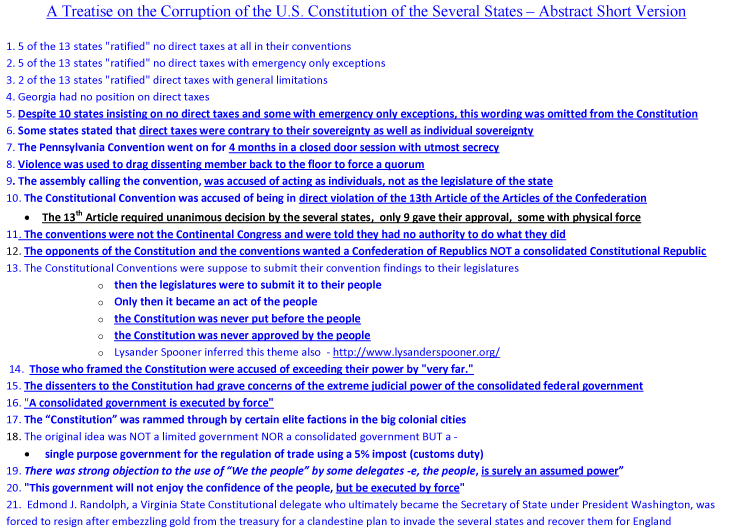 A Treatise on the Corruption of the U.S. Constitution of the Several States – Abstract Short Version
1. 5 of the 13 states "ratified" no direct taxes at all in their conventions
2. 5 of the 13 states "ratified" no direct taxes with emergency only exceptions
3. 2 of the 13 states "ratified" direct taxes with general limitations
4. Georgia had no position on direct taxes
5. Despite 10 states insisting on no direct taxes and some with emergency only exceptions, this wording was omitted from the Constitution
6. Some states stated that direct taxes were contrary to their sovereignty as well as individual sovereignty
7. The Pennsylvania Convention went on for 4 months in a closed door session with utmost secrecy
8. Violence was used to drag dissenting member back to the floor to force a quorum
9. The assembly calling the convention, was accused of acting as individuals, not as the legislature of the state
10. The Constitutional Convention was accused of being in direct violation of the 13th Article of the Articles of the Confederation
• The 13th Article required unanimous decision by the several states, only 9 gave their approval, some with physical force
11. The conventions were not the Continental Congress and were told they had no authority to do what they did
12. The opponents of the Constitution and the conventions wanted a Confederation of Republics NOT a consolidated Constitutional Republic
13. The Constitutional Conventions were suppose to submit their convention findings to their legislatures
o then the legislatures were to submit it to their people
o Only then it became an act of the people
o the Constitution was never put before the people
o the Constitution was never approved by the people
o Lysander Spooner inferred this theme also - http://www.lysanderspooner.org/
14. Those who framed the Constitution were accused of exceeding their power by "very far."
15. The dissenters to the Constitution had grave concerns of the extreme judicial power of the consolidated federal government
16. "A consolidated government is executed by force"
17. The “Constitution” was rammed through by certain elite factions in the big colonial cities
18. The original idea was NOT a limited government NOR a consolidated government BUT a -
• single purpose government for the regulation of trade using a 5% impost (customs duty)
19. There was strong objection to the use of “We the people” by some delegates -e, the people, is surely an assumed power”
20. "This government will not enjoy the confidence of the people, but be executed by force"
21. Edmond J. Randolph, a Virginia State Constitutional delegate who ultimately became the Secretary of State under President Washington, was
forced to resign after embezzling gold from the treasury for a clandestine plan to invade the several states and recover them for England